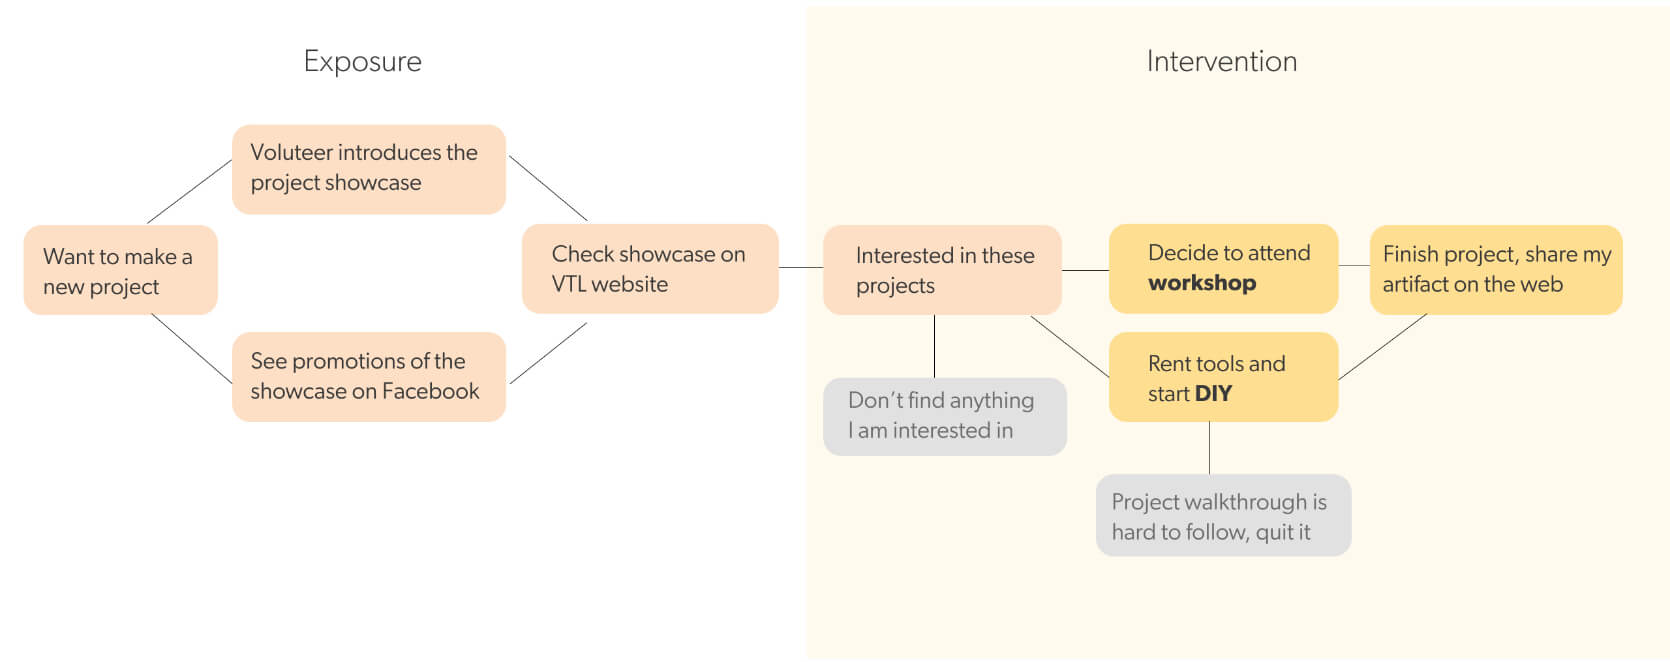 Exposure
Intervention
Voluteer introduces the
project showcase
Want to make a
new project
See promotions of the
showcase on Facebook
Check showcase on
VTL website
Interested in these
projects
Don’t find anything
I am interested in
Decide to attend
workshop
Rent tools and
start DIY
Project walkthrough is
hard to follow, quit it
Finish project, share my
artifact on the web